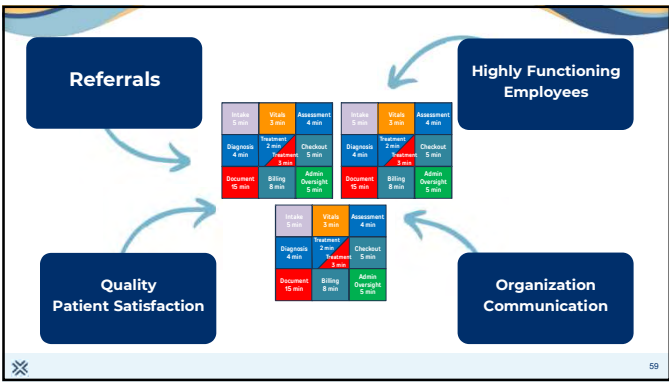 Referrals
Highly Functioning
Employees
Intake
5 min
Vitals
3 min
Assessment
4 min
Diagnosis
4 min
Treatment
2 min
Treatment
3 min
Checkout
5 min
Document
15 min
Billing
8 min
Admin
Oversight
5 min
Intake
5 min
Vitals
3 min
Assessment
4 min
Diagnosis
4 min
Treatment
2 min
Treatment
3 min
Checkout
5 min
Document
15 min
Billing
8 min
Admin
Oversight
5 min
Intake
5 min
Vitals
3 min
Assessment
4 min
Diagnosis
4 min
Treatment
2 min
Treatment
3 min
Checkout
5 min
Document
15 min
Billing
8 min
Admin
Oversight
5 min
Quality
Patient Satisfaction
Organization
Communication
59